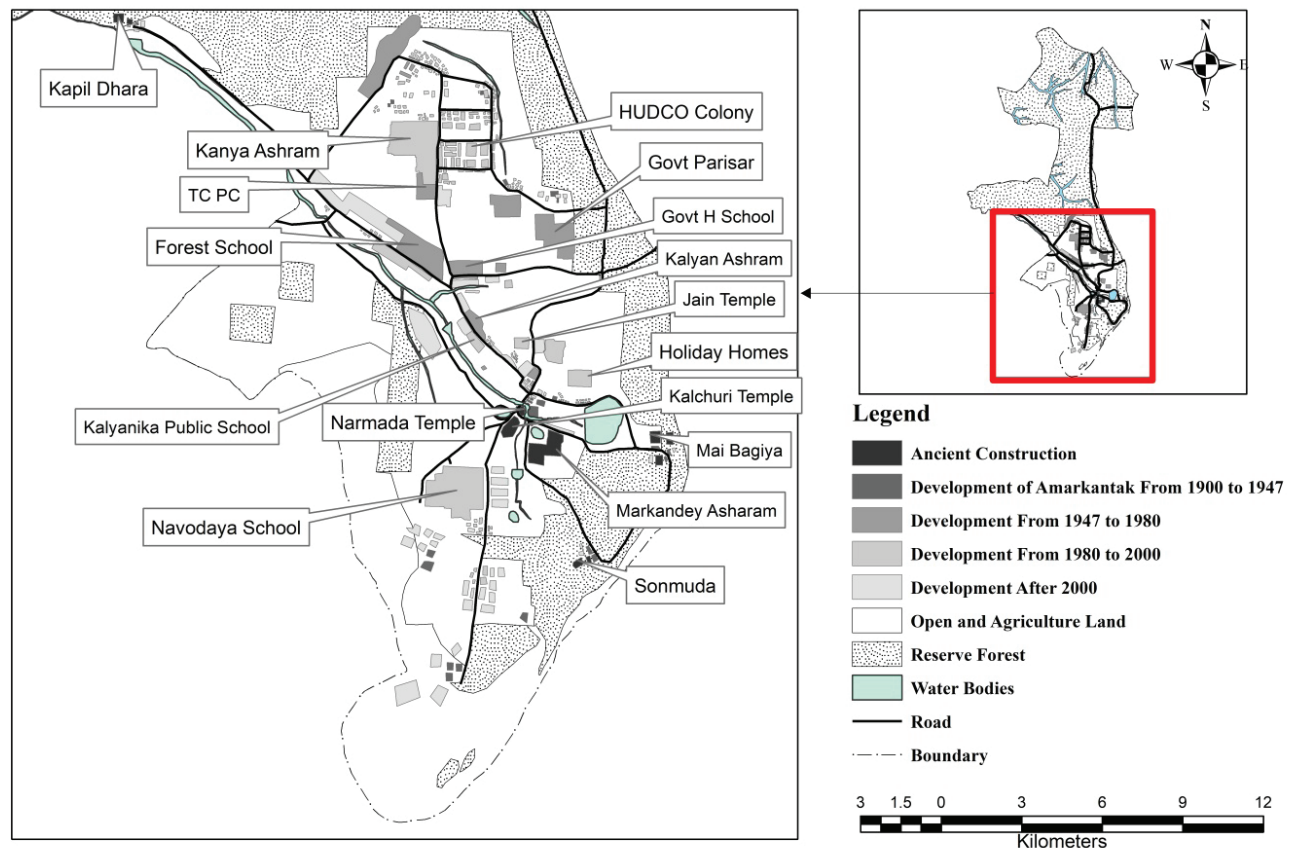 Kapil Dhara
HUDCO Colony
Kanya Ashram
Govt Parisar
TC PC
Govt H School
Forest School
Kalyan Ashram
Jain Temple
Holiday Homes
Kalchuri Temple
Kalyanika Public School
Narmada Temple
Mai Bagiya
Navodaya School
Markandey Asharam
Sonmuda
N
W E
S
Legend
Ancient Construction
Development of Amarkantak From 1900 to 1947
Development From 1947 to 1980
Development From 1980 to 2000
Development After 2000
Open and Agriculture Land
Reserve Forest
Water Bodies
Road
Boundary
3 1.5 0 3 6 9 12
Kilometers